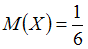 M(X) = 1/6